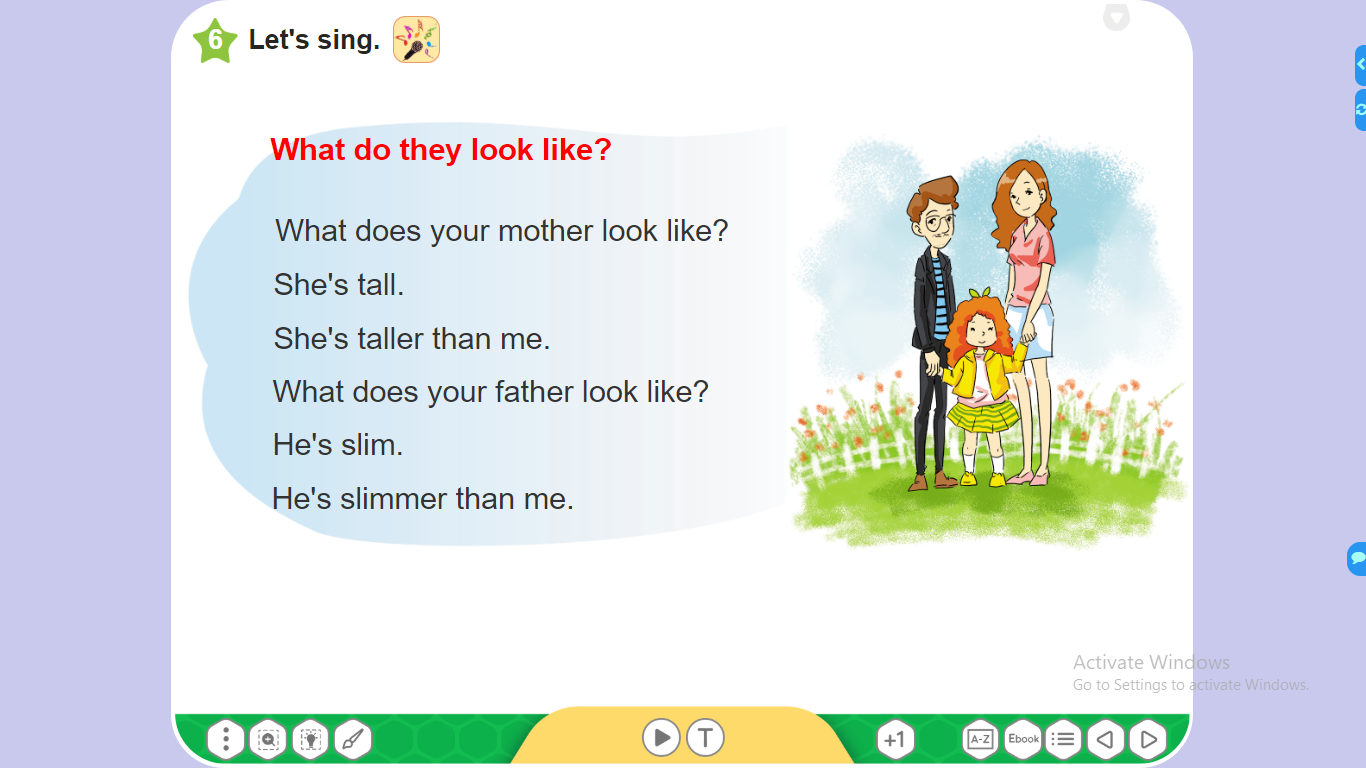 6 Let's sing.
What do they look like?
What does your mother look like?
She's tall.
She's taller than me.
What does your father look like?
He's slim.
He's slimmer than me.
Activate Windows
Go to Settings to activate Windows.
T
+1
A-Z
Ebook